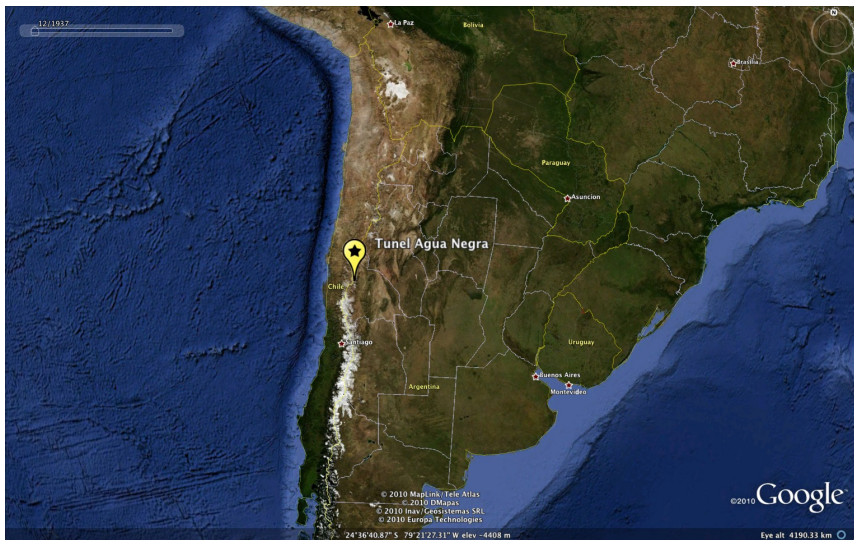 12/1937
N
La Paz
Bolivia
Brasilia
Paraguay
Asuncion
Tunel Agua Negra
Chile
Santiago
Uruguay
Buenos Aires
Argentina
Montevideo
© 2010 MapLink/Tele Atlas
© 2010 DMapas
© 2010 Inav/Geosistemas SRL
© 2010 Europa Technologies
©2010 Google
24°36'40.87" S 79°21'27.31" W elev -4408 m
Eye alt 4190.33 km